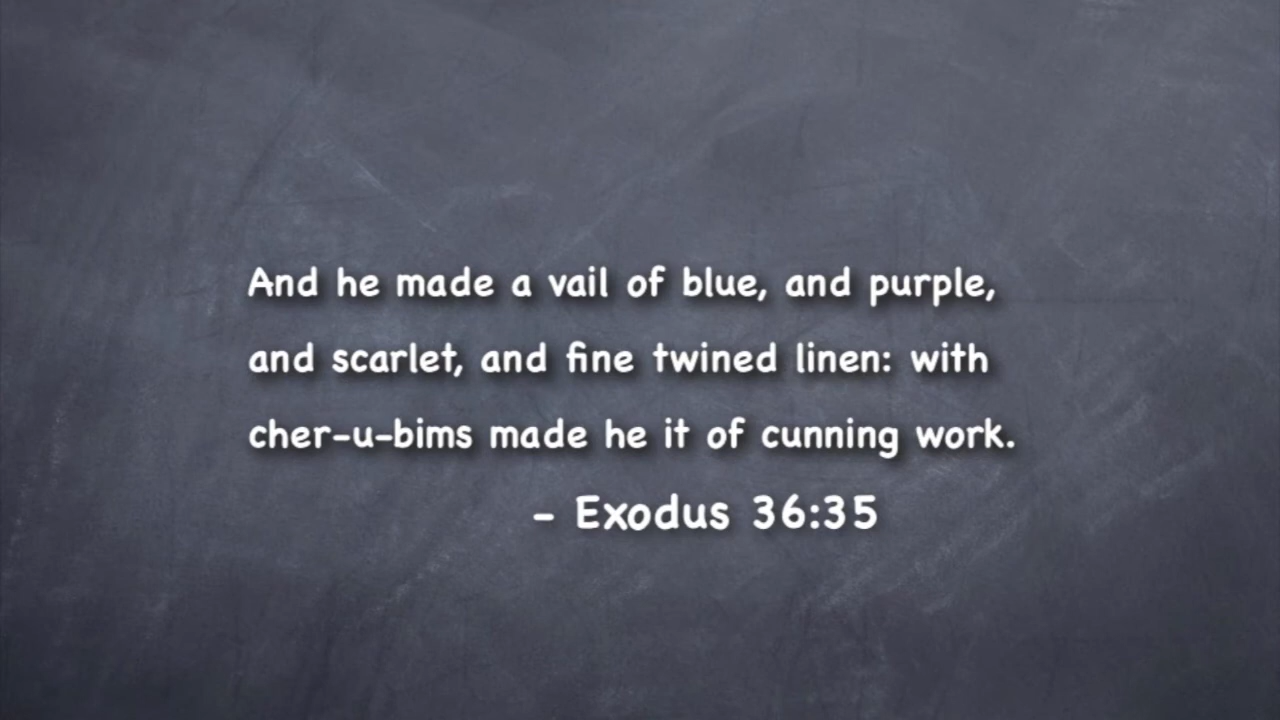 And he made a vail of blue, and purple,
and scarlet, and fine twined linen: with
cher-u-bims made he it of cunning work.
- Exodus 36:35